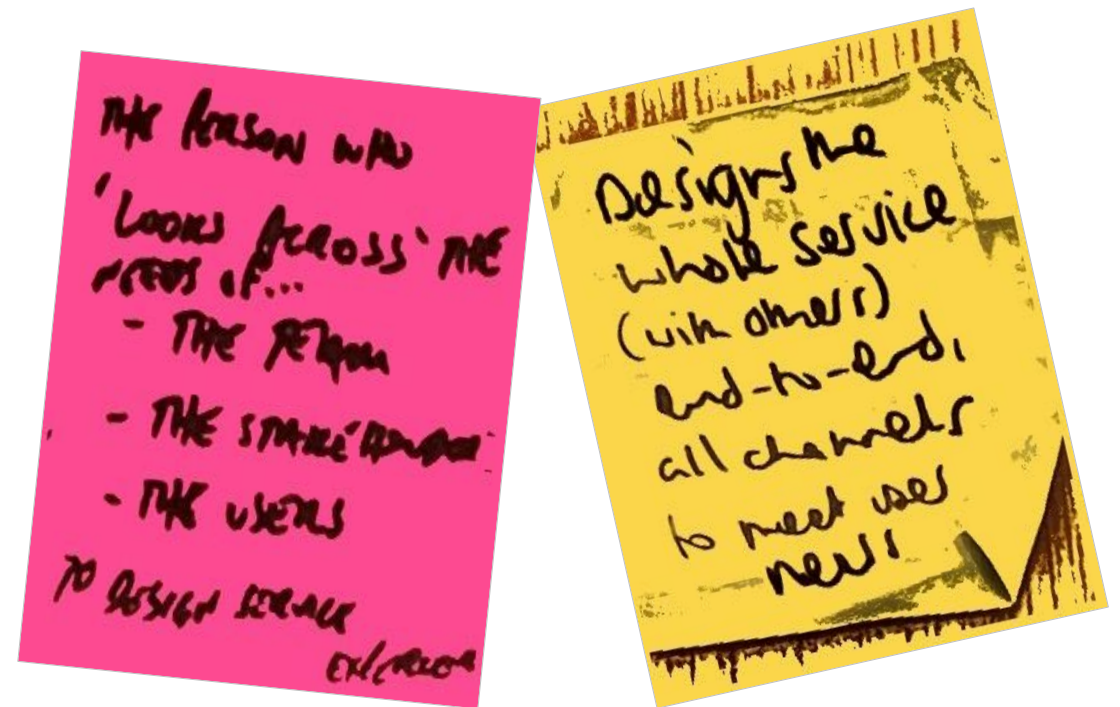 THE PERSON WHO
'LOOKS ACROSS' THE
NEEDS OF...
- THE
- THE STAKEHOLDER
- THE USERS
TO DESIGN SERVICE
Designs the
whole service
(with others)
end-to-end,
all channels
to meet user
needs